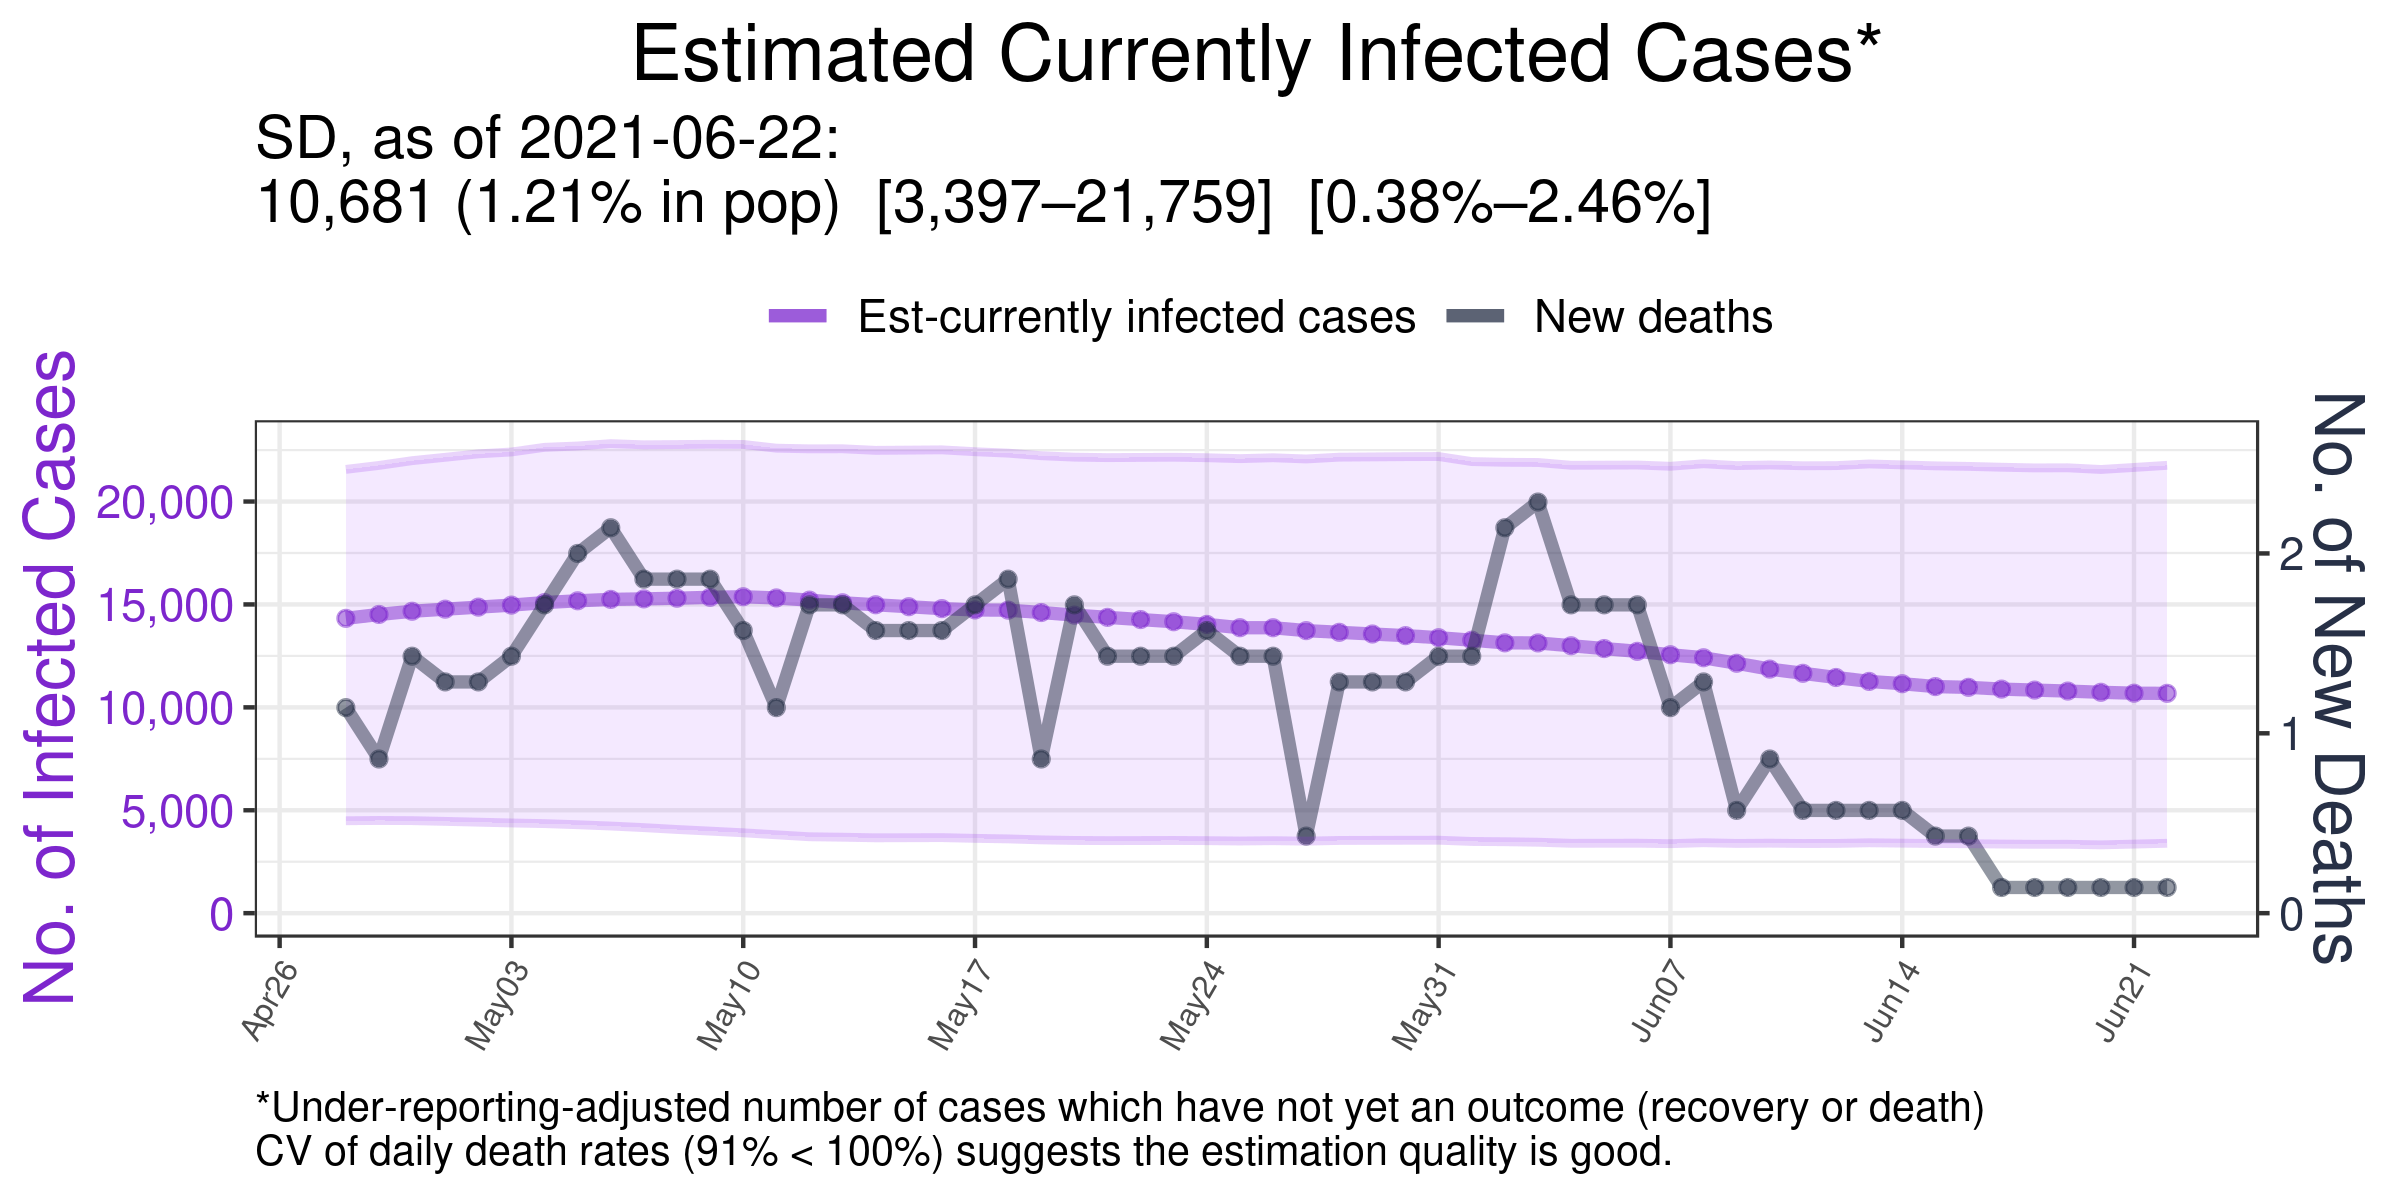 Estimated Currently Infected Cases*
SD, as of 2021-06-22:
10,681 (1.21% in pop)  [3,397–21,759]  [0.38%–2.46%]
Est-currently infected cases
New deaths
No. of Infected Cases
20,000
15,000
10,000
5,000
0
No. of New Deaths
2
1
0
Apr26
May03
May10
May17
May24
May31
Jun07
Jun14
Jun21
*Under-reporting-adjusted number of cases which have not yet an outcome (recovery or death)
CV of daily death rates (91% < 100%) suggests the estimation quality is good.